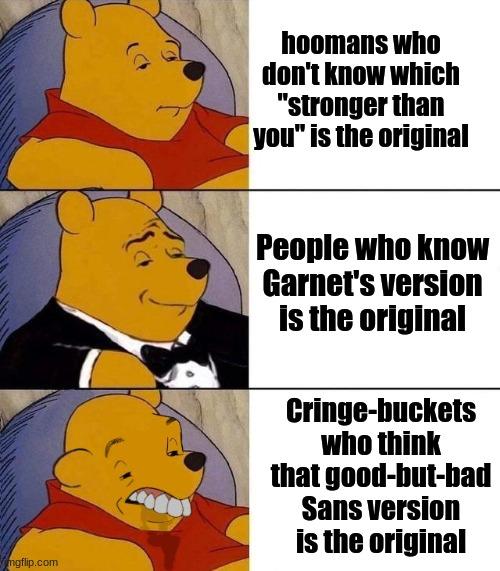 hoomans who
don't know which
"stronger than
you" is the original
People who know
Garnet's version
is the original
Cringe-buckets
who think
that good-but-bad
Sans version
is the original
imgflip.com